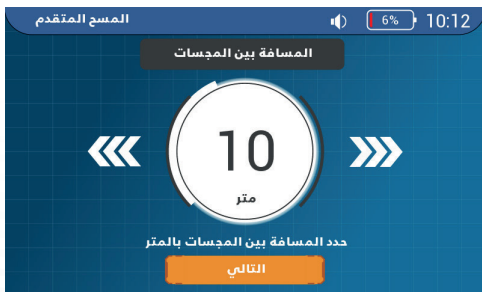 المسح المتقدم 6% 10:12
المسافة بين المجسات
10
متر
حدد المسافة بين المجسات بالمتر
التالي